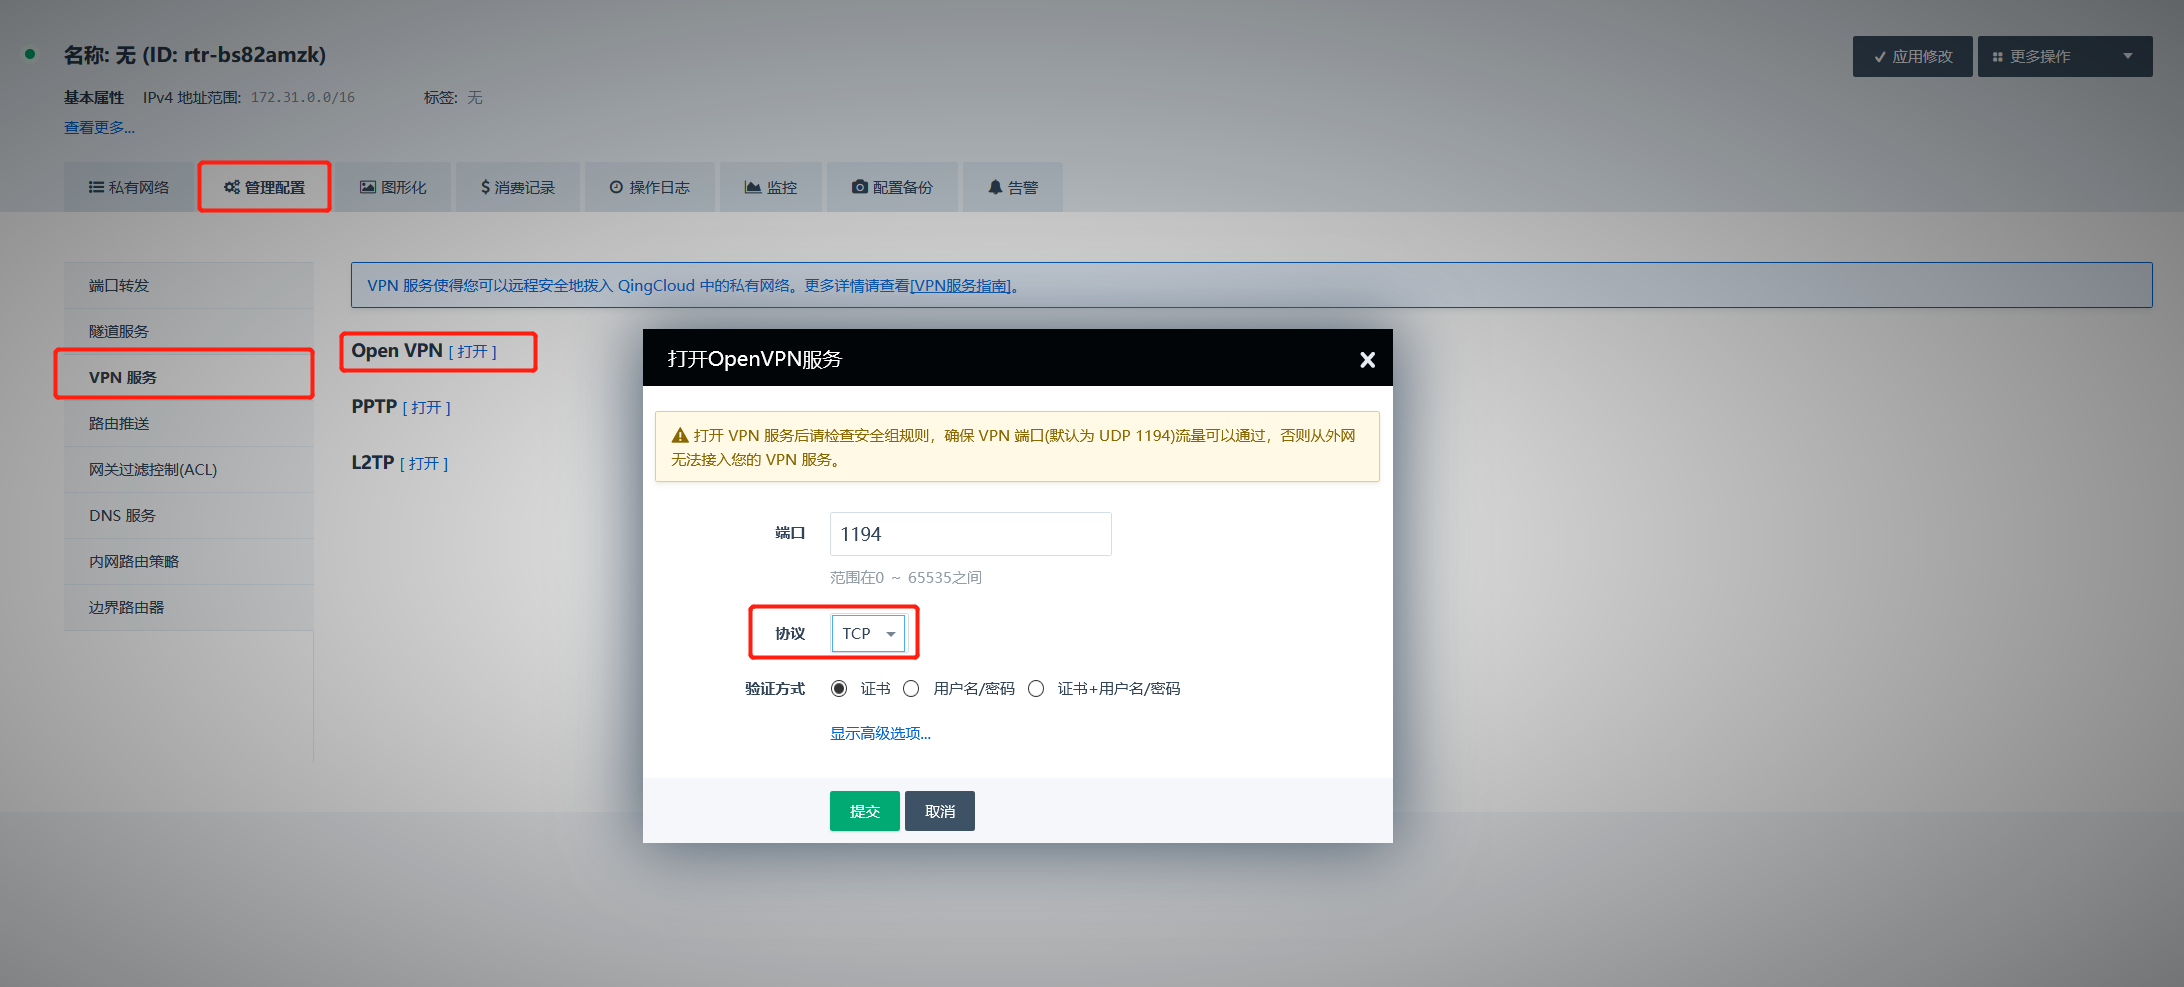 名称: 无 (ID: rtr-bs82amzk)
应用修改
更多操作
基本属性 IPv4 地址范围: 172.31.0.0/16 标签: 无
查看更多...
私有网络
管理配置
图形化
消费记录
操作日志
监控
配置备份
告警
端口转发
隧道服务
VPN 服务
路由推送
网关过滤控制(ACL)
DNS 服务
内网路由策略
边界路由器
VPN 服务使得您可以远程安全地拨入 QingCloud 中的私有网络。更多详情请查看[VPN服务指南]。
Open VPN [ 打开 ]
PPTP [ 打开 ]
L2TP [ 打开 ]
打开OpenVPN服务
打开 VPN 服务后请检查安全组规则，确保 VPN 端口(默认为 UDP 1194)流量可以通过，否则从外网
无法接入您的 VPN 服务。
端口 1194
范围在0 ~ 65535之间
协议 TCP
验证方式 证书 用户名/密码 证书+用户名/密码
显示高级选项...
提交 取消